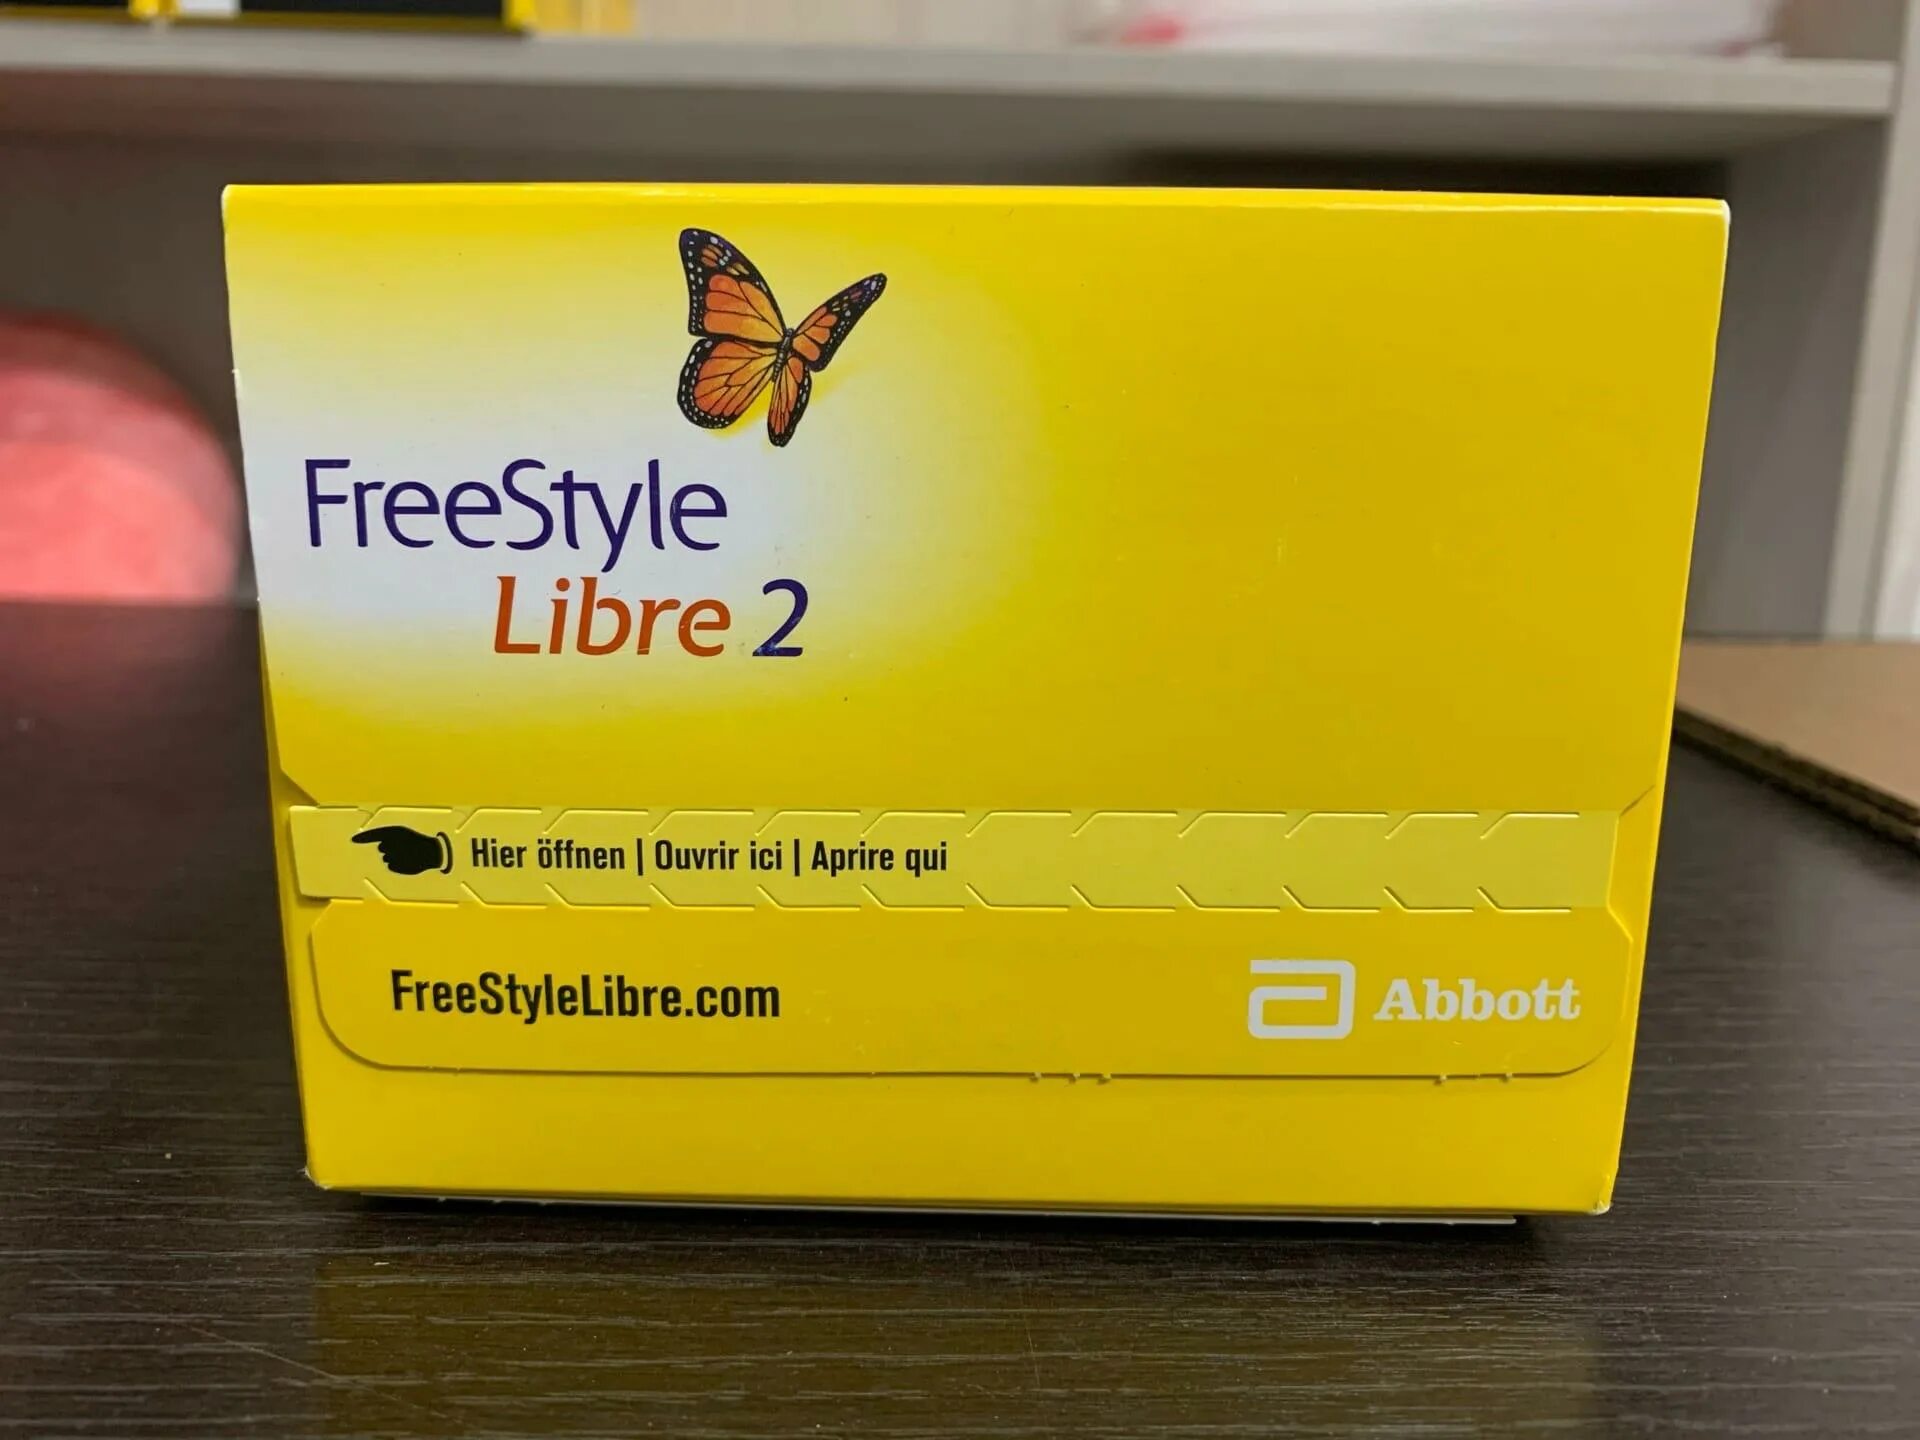 FreeStyle
Libre 2
Hier öffnen | Ouvrir ici | Aprire qui
FreeStyleLibre.com
Abbott